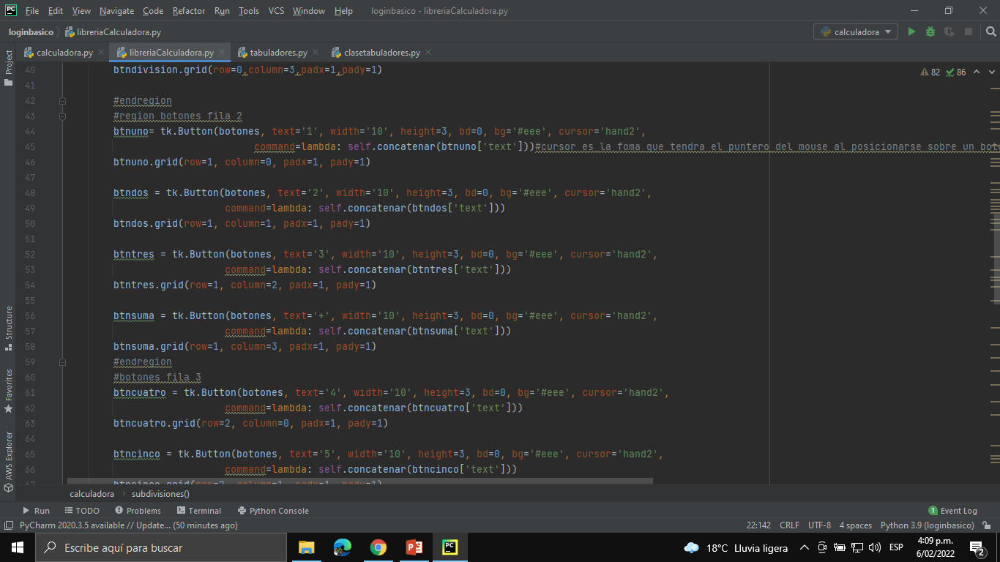 PC File Edit View Navigate Code Refactor Run Tools VCS Window Help loginbasico - libreriaCalculadora.py
loginbasico libreriaCalculadora.py calculadora
Project
calculadora.py libreriaCalculadora.py tabuladores.py clasetabuladores.py
82 86
40 btndivision.grid(row=0,column=3,padx=1,pady=1)
41
42 #endregion
43 #region botones fila 2
44 btnuno= tk.Button(botones, text='1', width='10', height=3, bd=0, bg='#eee', cursor='hand2',
45 command=lambda: self.concatenar(btnuno['text']))#cursor es la foma que tendra el puntero del mouse al posicionarse sobre un bot
46 btnuno.grid(row=1, column=0, padx=1, pady=1)
47
48 btndos = tk.Button(botones, text='2', width='10', height=3, bd=0, bg='#eee', cursor='hand2',
49 command=lambda: self.concatenar(btndos['text']))
50 btndos.grid(row=1, column=1, padx=1, pady=1)
51
52 btntres = tk.Button(botones, text='3', width='10', height=3, bd=0, bg='#eee', cursor='hand2',
53 command=lambda: self.concatenar(btntres['text']))
54 btntres.grid(row=1, column=2, padx=1, pady=1)
55
56 btnsuma = tk.Button(botones, text='+', width='10', height=3, bd=0, bg='#eee', cursor='hand2',
57 command=lambda: self.concatenar(btnsuma['text']))
58 btnsuma.grid(row=1, column=3, padx=1, pady=1)
59 #endregion
60 #botones fila 3
61 btncuatro = tk.Button(botones, text='4', width='10', height=3, bd=0, bg='#eee', cursor='hand2',
62 command=lambda: self.concatenar(btncuatro['text']))
63 btncuatro.grid(row=2, column=0, padx=1, pady=1)
64
65 btncinco = tk.Button(botones, text='5', width='10', height=3, bd=0, bg='#eee', cursor='hand2',
66 command=lambda: self.concatenar(btncinco['text']))
67 btncinco.grid(row=2, column=1, padx=1, pady=1)
Structure
Favorites
AWS Explorer
calculadora subdivisiones()
Run TODO Problems Terminal Python Console 1 Event Log
PyCharm 2020.3.5 available // Update... (50 minutes ago) 22:142 CRLF UTF-8 4 spaces Python 3.9 (loginbasico)
Escribe aquí para buscar PC 18°C Lluvia ligera ESP 4:09 p.m. 6/02/2022 2